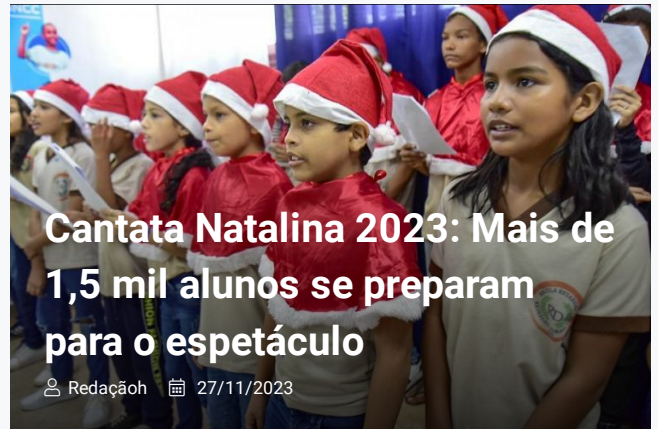 Cantata Natalina 2023: Mais de
1,5 mil alunos se preparam
para o espetáculo
Redaçãoh 27/11/2023